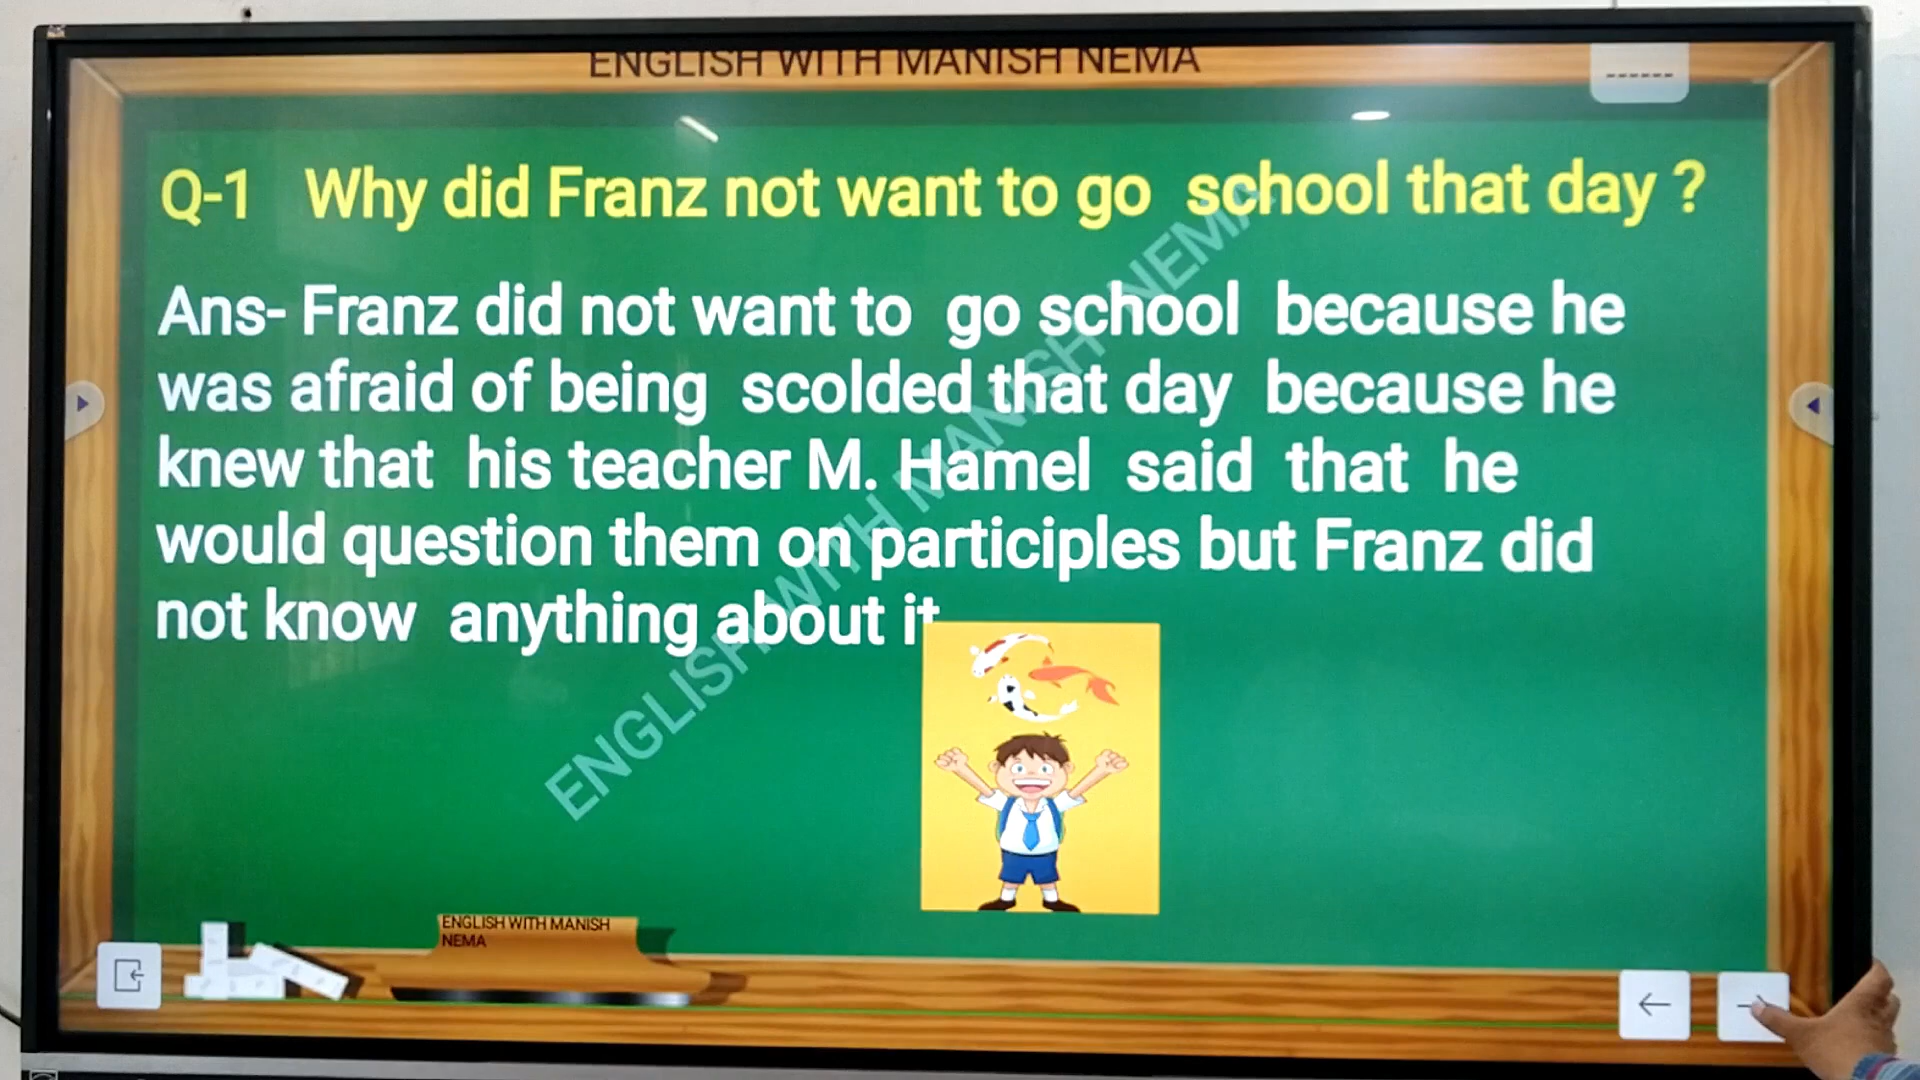 ENGLISH WITH MANISH NEMA
Q-1 Why did Franz not want to go school that day ?
Ans- Franz did not want to go school because he
was afraid of being scolded that day because he
knew that his teacher M. Hamel said that he
would question them on participles but Franz did
not know anything about it
ENGLISH WITH MANISH NEMA
ENGLISH WITH MANISH
NEMA